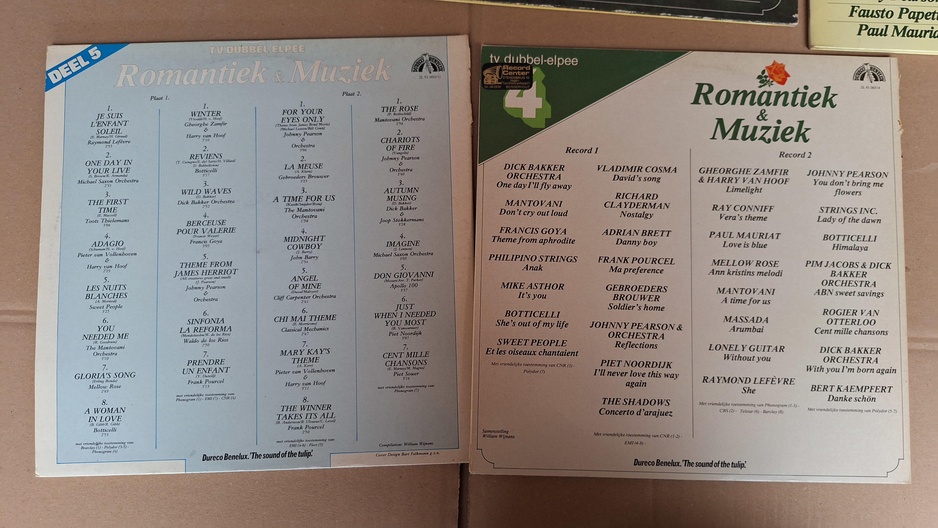 Fausto Papet
Paul Mauria
DEEL 5
TV DUBBEL-ELPEE
Romantiek & Muziek
Plaat 1.
Plaat 2.
1.
JE SUIS
L'ENFANT
SOLEIL
Raymond Lefèvre
2.
ONE DAY IN
YOUR LIFE
Michael Saxon Orchestra
3.
THE FIRST
TIME
Toots Thielemans
4.
ADAGIO
Pieter van Vollenhoven
&
Harry van Hoof
5.
LES NUITS
BLANCHES
Sweet People
6.
YOU
NEEDED ME
The Mantovani
Orchestra
7.
GLORIA'S SONG
Mellow Rose
8.
A WOMAN
IN LOVE
Botticelli
1.
WINTER
Gheorghe Zamfir
&
Harry van Hoof
2.
REVIENS
Botticelli
3.
WILD WAVES
Dick Bakker Orchestra
4.
BERCEUSE
POUR VALERIE
Francis Goya
5.
THEME FROM
JAMES HERRIOT
Johnny Pearson
&
Orchestra
6.
SINFONIA
LA REFORMA
Waldo de los Rios
7.
PRENDRE
UN ENFANT
Frank Pourcel
1.
FOR YOUR
EYES ONLY
Johnny Pearson
&
Orchestra
2.
LA MEUSE
Gebroeders Brouwer
3.
A TIME FOR US
The Mantovani
Orchestra
4.
MIDNIGHT
COWBOY
John Barry
5.
ANGEL
OF MINE
Cliff Carpenter Orchestra
6.
CHI MAI THEME
Classical Mechanics
7.
MARY KAY'S
THEME
Pieter van Vollenhoven
&
Harry van Hoof
8.
THE WINNER
TAKES ITS ALL
Frank Pourcel
1.
THE ROSE
Mantovani Orchestra
2.
CHARIOTS
OF FIRE
Johnny Pearson
&
Orchestra
3.
AUTUMN
MUSING
Dick Bakker
&
Joop Stokkermans
4.
IMAGINE
Michael Saxon Orchestra
5.
DON GIOVANNI
Apollo 100
6.
JUST
WHEN I NEEDED
YOU MOST
Piet Noordijk
7.
CENT MILLE
CHANSONS
Piet Souer
Compilation: William Wijnans
Dureco Benelux. 'The sound of the tulip.'
tv dubbel-elpee
Record
Center
4
Romantiek
&
Muziek
Record 1
Record 2
DICK BAKKER
ORCHESTRA
One day I'll fly away
MANTOVANI
Don't cry out loud
FRANCIS GOYA
Theme from aphrodite
PHILIPINO STRINGS
Anak
MIKE ASTHOR
It's you
BOTTICELLI
She's out of my life
SWEET PEOPLE
Et les oiseaux chantaient
VLADIMIR COSMA
David's song
RICHARD
CLAYDERMAN
Nostalgy
ADRIAN BRETT
Danny boy
FRANK POURCEL
Ma preference
GEBROEDERS
BROUWER
Soldier's home
JOHNNY PEARSON &
ORCHESTRA
Reflections
PIET NOORDIJK
I'll never love this way
again
THE SHADOWS
Concerto d'arajuez
GHEORGHE ZAMFIR
& HARRY VAN HOOF
Limelight
RAY CONNIFF
Vera's theme
PAUL MAURIAT
Love is blue
MELLOW ROSE
Ann kristins melodi
MANTOVANI
A time for us
MASSADA
Arumbai
LONELY GUITAR
Without you
RAYMOND LEFÈVRE
She
JOHNNY PEARSON
You don't bring me
flowers
STRINGS INC.
Lady of the dawn
BOTTICELLI
Himalaya
PIM JACOBS & DICK
BAKKER
ORCHESTRA
ABN sweet savings
ROGIER VAN
OTTERLOO
Cent mille chansons
DICK BAKKER
ORCHESTRA
With you I'm born again
BERT KAEMPFERT
Danke schön
Samenstelling
William Wijnans
Dureco Benelux. 'The sound of the tulip.'